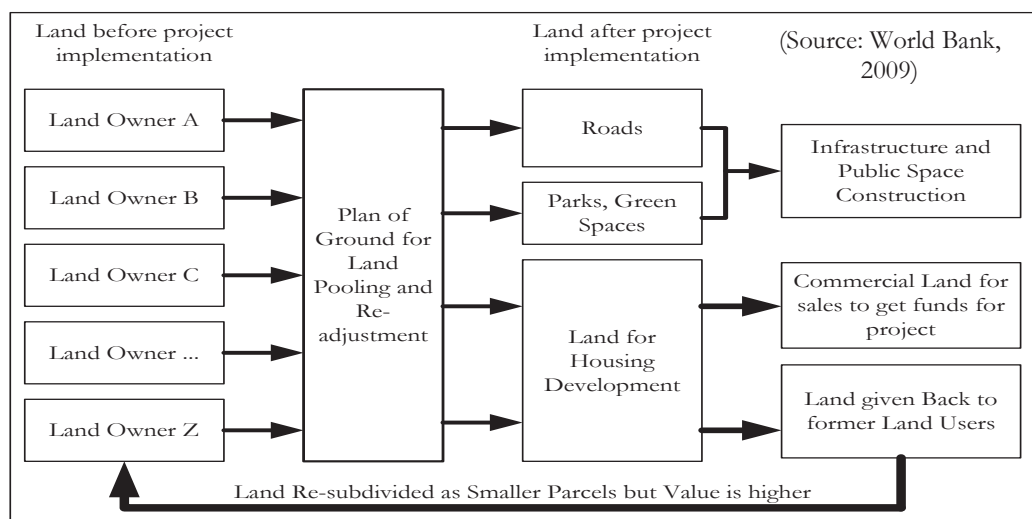 Land before project
implementation
Land after project
implementation
(Source: World Bank,
2009)
Land Owner A
Land Owner B
Land Owner C
Land Owner ...
Land Owner Z
Plan of
Ground for
Land
Pooling and
Re-
adjustment
Roads
Parks, Green
Spaces
Land for
Housing
Development
Infrastructure and
Public Space
Construction
Commercial Land for
sales to get funds for
project
Land given Back to
former Land Users
Land Re-subdivided as Smaller Parcels but Value is higher